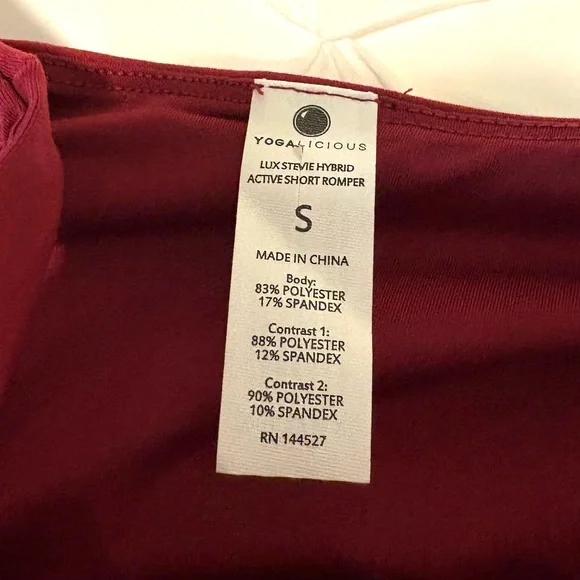 YOGALICIOUS
LUX STEVIE HYBRID
ACTIVE SHORT ROMPER
S
MADE IN CHINA
Body:
83% POLYESTER
17% SPANDEX
Contrast 1:
88% POLYESTER
12% SPANDEX
Contrast 2:
90% POLYESTER
10% SPANDEX
RN 144527